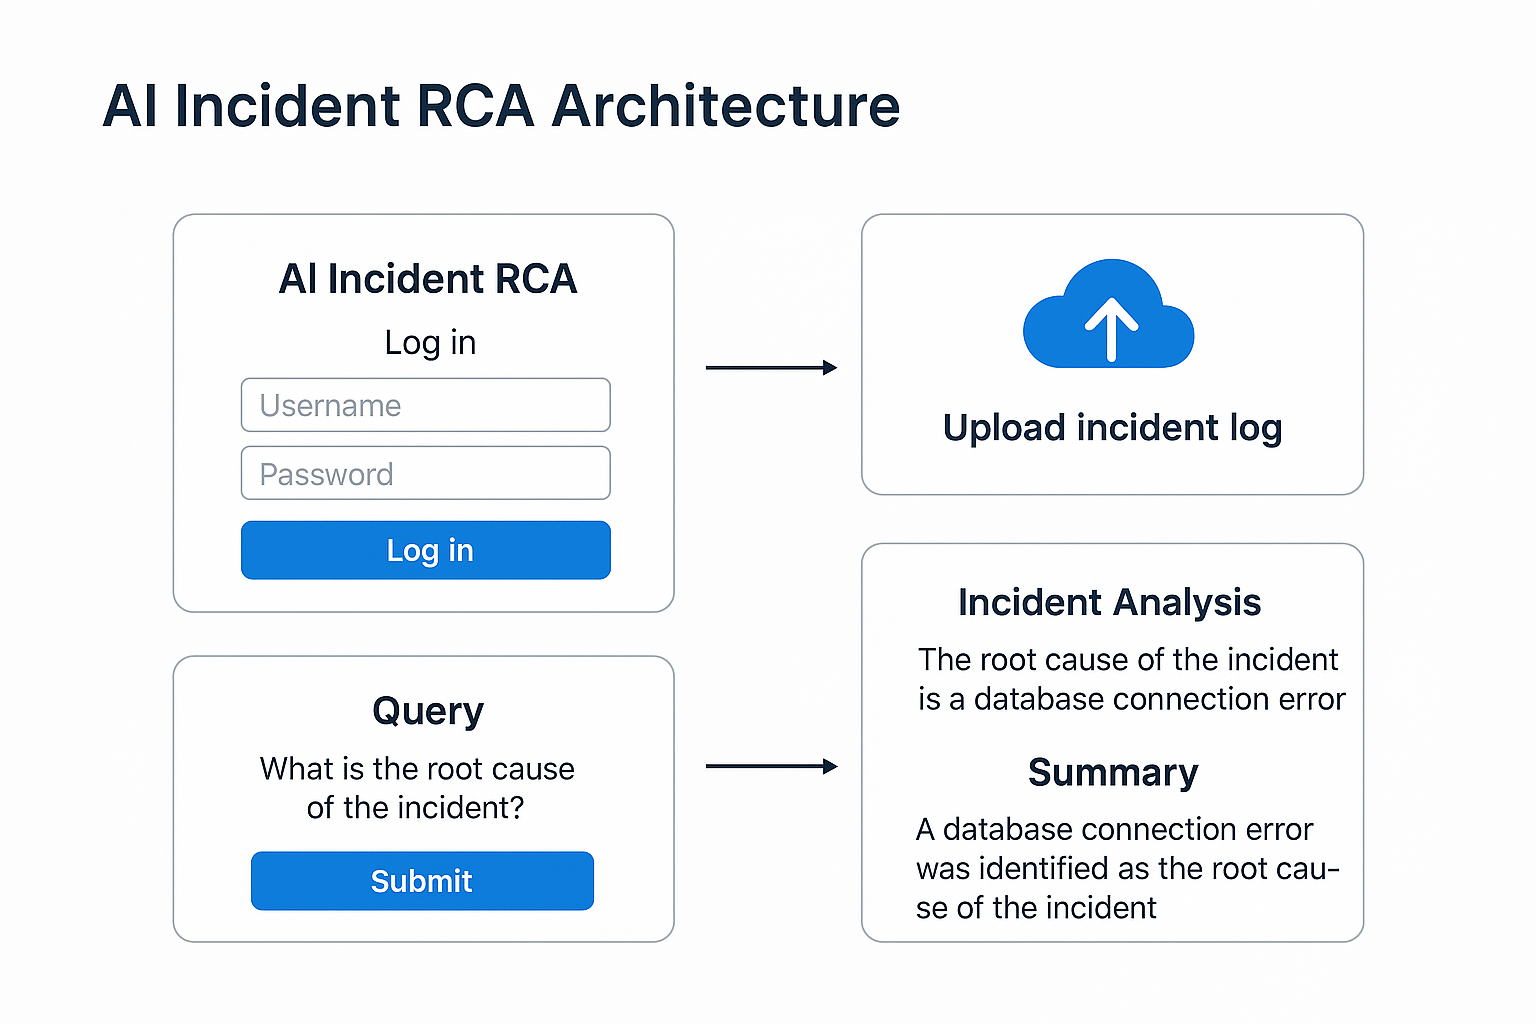 AI Incident RCA Architecture
AI Incident RCA
Log in
Username
Password
Log in
Upload incident log
Query
What is the root cause
of the incident?
Submit
Incident Analysis
The root cause of the incident
is a database connection error
Summary
A database connection error
was identified as the root cau-
se of the incident